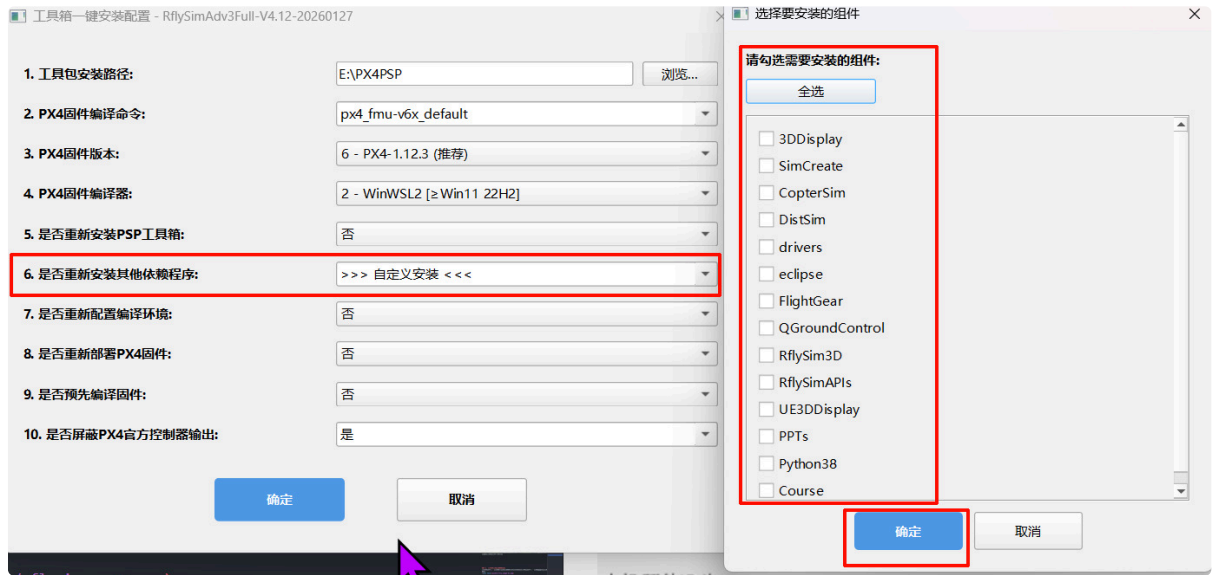 工具箱一键安装配置 - RflySimAdv3Full-V4.12-20260127
1. 工具包安装路径:
E:\PX4PSP
浏览...
2. PX4固件编译命令:
px4_fmu-v6x_default
3. PX4固件版本:
6 - PX4-1.12.3 (推荐)
4. PX4固件编译器:
2 - WinWSL2 [≥Win11 22H2]
5. 是否重新安装PSP工具箱:
否
6. 是否重新安装其他依赖程序:
>>> 自定义安装 <<<
7. 是否重新配置编译环境:
否
8. 是否重新部署PX4固件:
否
9. 是否预先编译固件:
否
10. 是否屏蔽PX4官方控制器输出:
是
确定
取消
选择要安装的组件
请勾选需要安装的组件:
全选
3DDisplay
SimCreate
CopterSim
DistSim
drivers
eclipse
FlightGear
QGroundControl
RflySim3D
RflySimAPIs
UE3DDisplay
PPTs
Python38
Course
确定
取消